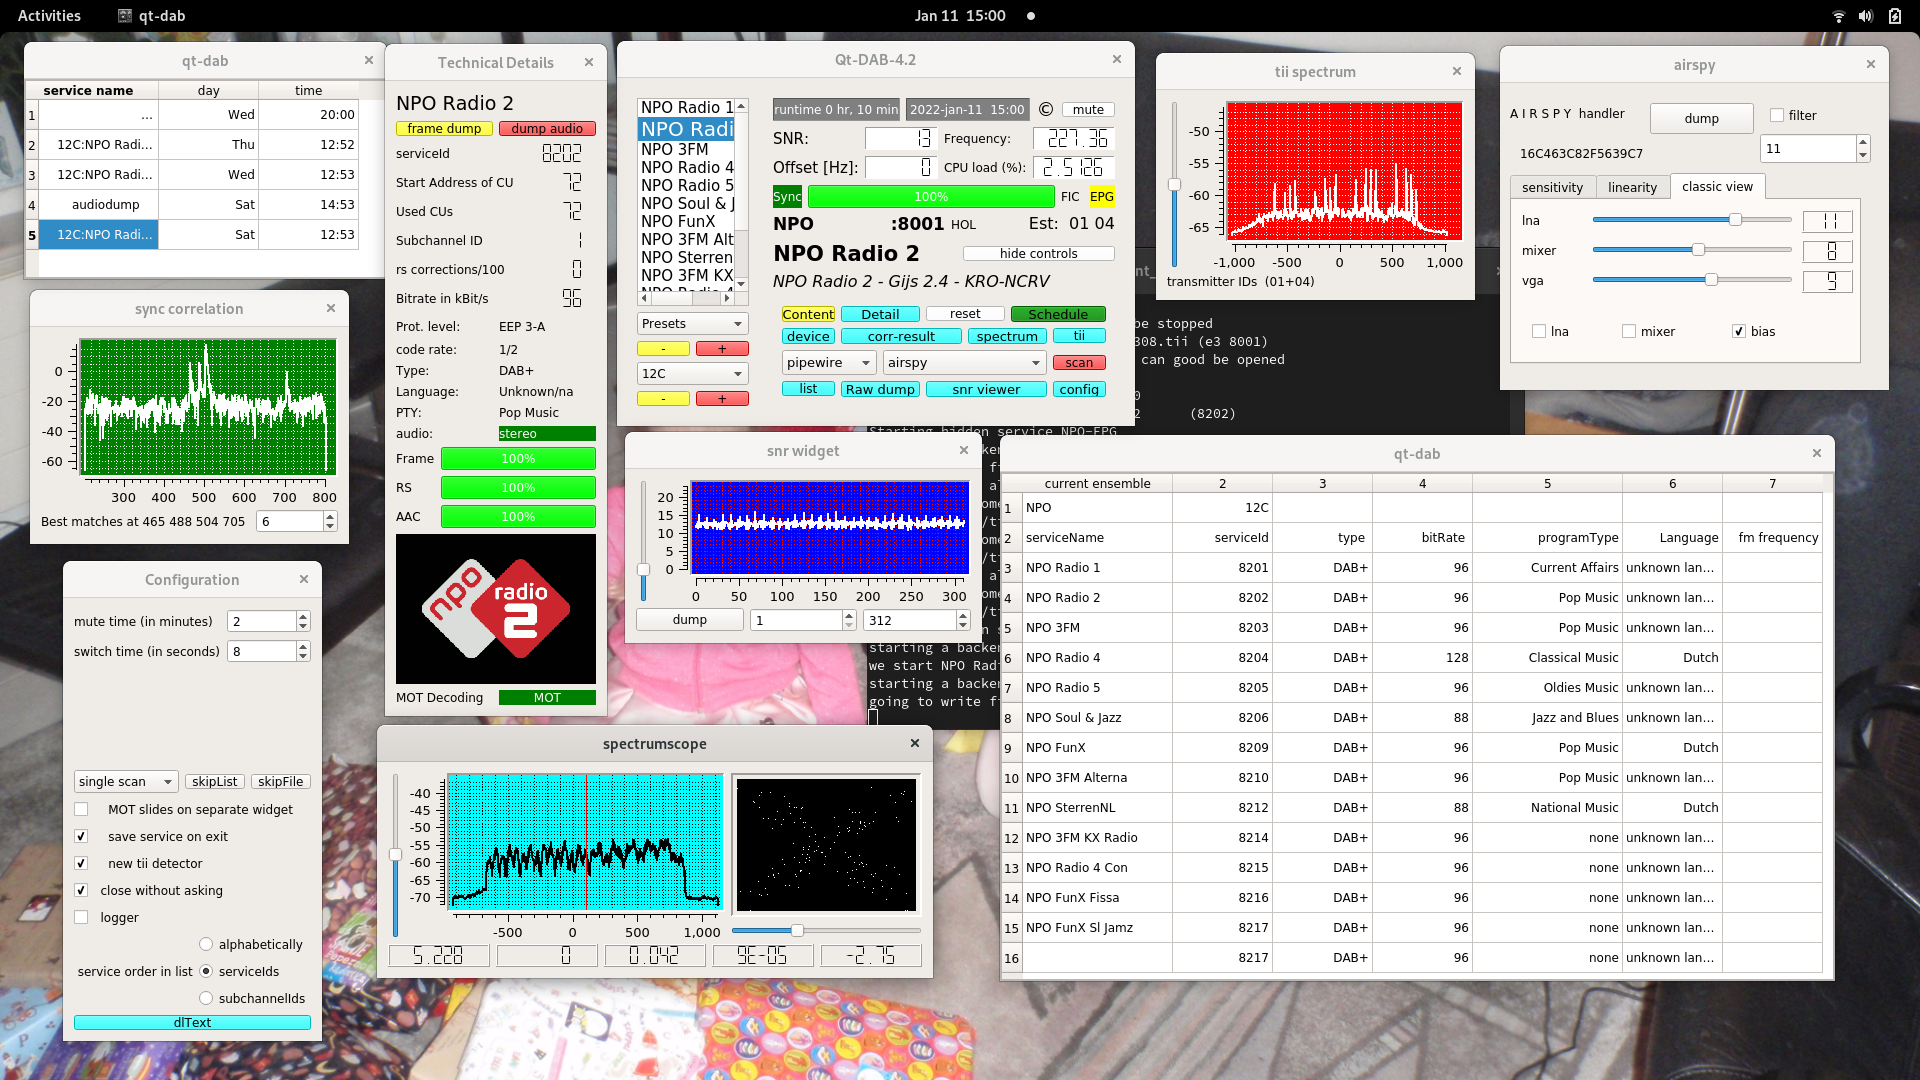 Activities qt-dab Jan 11 15:00
qt-dab
service name day time
1 ... Wed 20:00
2 12C:NPO Radi... Thu 12:52
3 12C:NPO Radi... Wed 12:53
4 audiodump Sat 14:53
5 12C:NPO Radi... Sat 12:53
sync correlation
0
-20
-40
-60
300 400 500 600 700 800
Best matches at 465 488 504 705 6
Configuration
mute time (in minutes) 2
switch time (in seconds) 8
single scan skipList skipFile
MOT slides on separate widget
save service on exit
new tii detector
close without asking
logger
alphabetically
service order in list serviceIds
subchannelIds
dlText
Technical Details
NPO Radio 2
frame dump dump audio
serviceId 0202
Start Address of CU 72
Used CUs 72
Subchannel ID 1
rs corrections/100 0
Bitrate in kBit/s 96
Prot. level: EEP 3-A
code rate: 1/2
Type: DAB+
Language: Unknown/na
PTY: Pop Music
audio: stereo
Frame 100%
RS 100%
AAC 100%
npo radio 2
MOT Decoding MOT
Qt-DAB-4.2
NPO Radio 1
NPO Radi
NPO 3FM
NPO Radio 4
NPO Radio 5
NPO Soul & J
NPO FunX
NPO 3FM Alt
NPO Sterren
NPO 3FM KX
Presets
- +
12C
- +
runtime 0 hr, 10 min 2022-jan-11 15:00 © mute
SNR: 13 Frequency: 227.36
Offset [Hz]: 0 CPU load (%): 2.5126
Sync 100% FIC EPG
NPO :8001 HOL Est: 01 04
NPO Radio 2 hide controls
NPO Radio 2 - Gijs 2.4 - KRO-NCRV
Content Detail reset Schedule
device corr-result spectrum tii
pipewire airspy scan
list Raw dump snr viewer config
snr widget
20
15
10
5
0
0 50 100 150 200 250 300
dump 1 312
spectrumscope
-40
-45
-50
-55
-60
-65
-70
-500 0 500 1,000
5.228 0 0.042 9E-05 -2.75
tii spectrum
-50
-55
-60
-65
-1,000 -500 0 500 1,000
transmitter IDs (01+04)
be stopped
308.tii (e3 8001)
can good be opened
0
2 (8202)
Starting hidden service NPO-EPG
starting a backen
we start NPO Rad
starting a backen
going to write f
airspy
A I R S P Y handler dump filter
16C463C82F5639C7 11
sensitivity linearity classic view
lna 11
mixer 8
vga 9
lna mixer bias
qt-dab
current ensemble 2 3 4 5 6 7
1 NPO 12C
2 serviceName serviceId type bitRate programType Language fm frequency
3 NPO Radio 1 8201 DAB+ 96 Current Affairs unknown lan...
4 NPO Radio 2 8202 DAB+ 96 Pop Music unknown lan...
5 NPO 3FM 8203 DAB+ 96 Pop Music unknown lan...
6 NPO Radio 4 8204 DAB+ 128 Classical Music Dutch
7 NPO Radio 5 8205 DAB+ 96 Oldies Music unknown lan...
8 NPO Soul & Jazz 8206 DAB+ 88 Jazz and Blues unknown lan...
9 NPO FunX 8209 DAB+ 96 Pop Music Dutch
10 NPO 3FM Alterna 8210 DAB+ 96 Pop Music unknown lan...
11 NPO SterrenNL 8212 DAB+ 88 National Music Dutch
12 NPO 3FM KX Radio 8214 DAB+ 96 none unknown lan...
13 NPO Radio 4 Con 8215 DAB+ 96 none unknown lan...
14 NPO FunX Fissa 8216 DAB+ 96 none unknown lan...
15 NPO FunX Sl Jamz 8217 DAB+ 96 none unknown lan...
16 8217 DAB+ 96 none unknown lan...